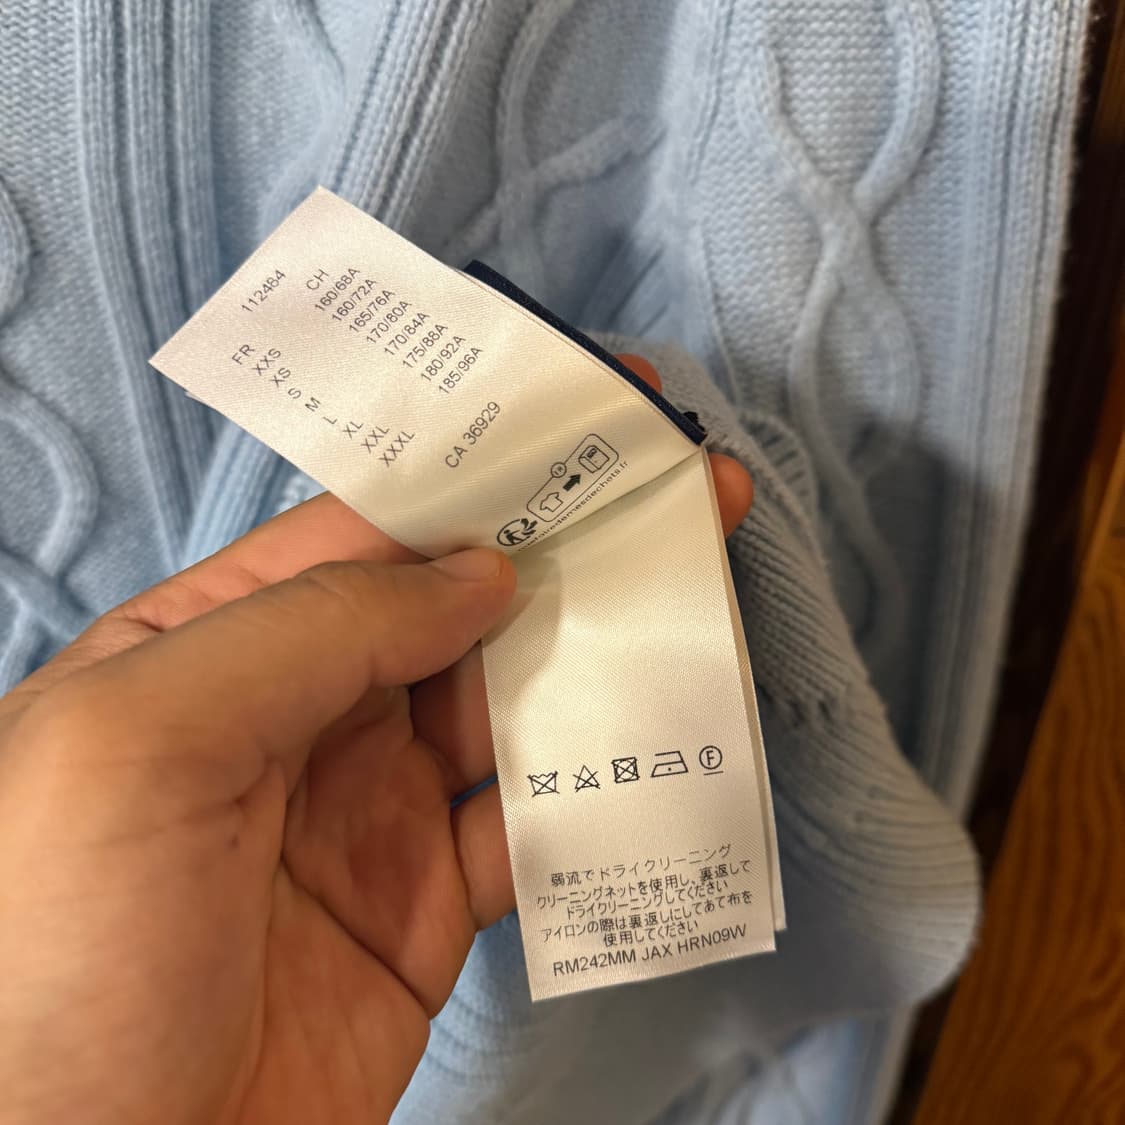 112484
FR CH
XXS 160/68A
XS 160/72A
S 165/76A
M 170/80A
L 170/84A
XL 175/88A
XXL 180/92A
XXXL 185/96A
CA 36929
FR
F
弱流でドライクリーニング
クリーニングネットを使用し、裏返して
ドライクリーニングしてください
アイロンの際は裏返しにしてあて布を
使用してください
RM242MM JAX HRN09W